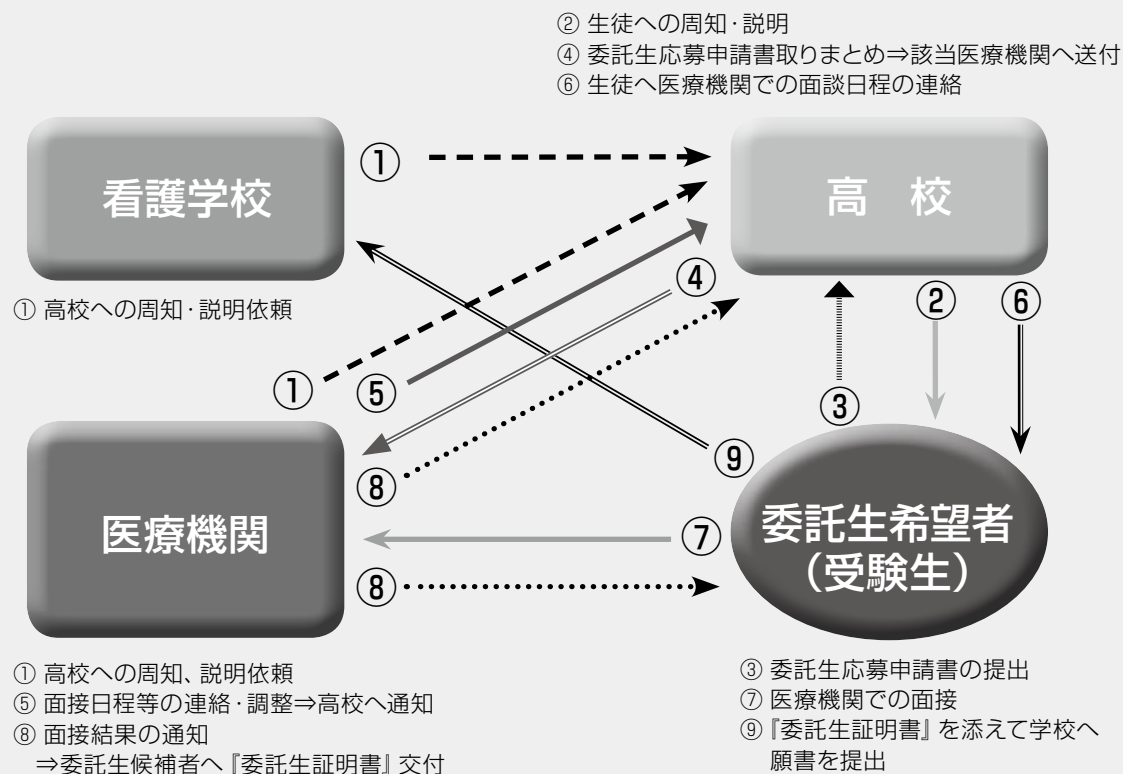 ② 生徒への周知・説明
④ 委託生応募申請書取りまとめ⇒該当医療機関へ送付
⑥ 生徒へ医療機関での面談日程の連絡
看護学校
①
高 校
① 高校への周知・説明依頼
④
②
⑥
①
⑤
③
医療機関
⑧
⑨
委託生希望者
（受験生）
⑦
⑧
① 高校への周知、説明依頼
⑤ 面接日程等の連絡・調整⇒高校へ通知
⑧ 面接結果の通知
⇒委託生候補者へ『委託生証明書』交付
③ 委託生応募申請書の提出
⑦ 医療機関での面接
⑨『委託生証明書』を添えて学校へ
願書を提出